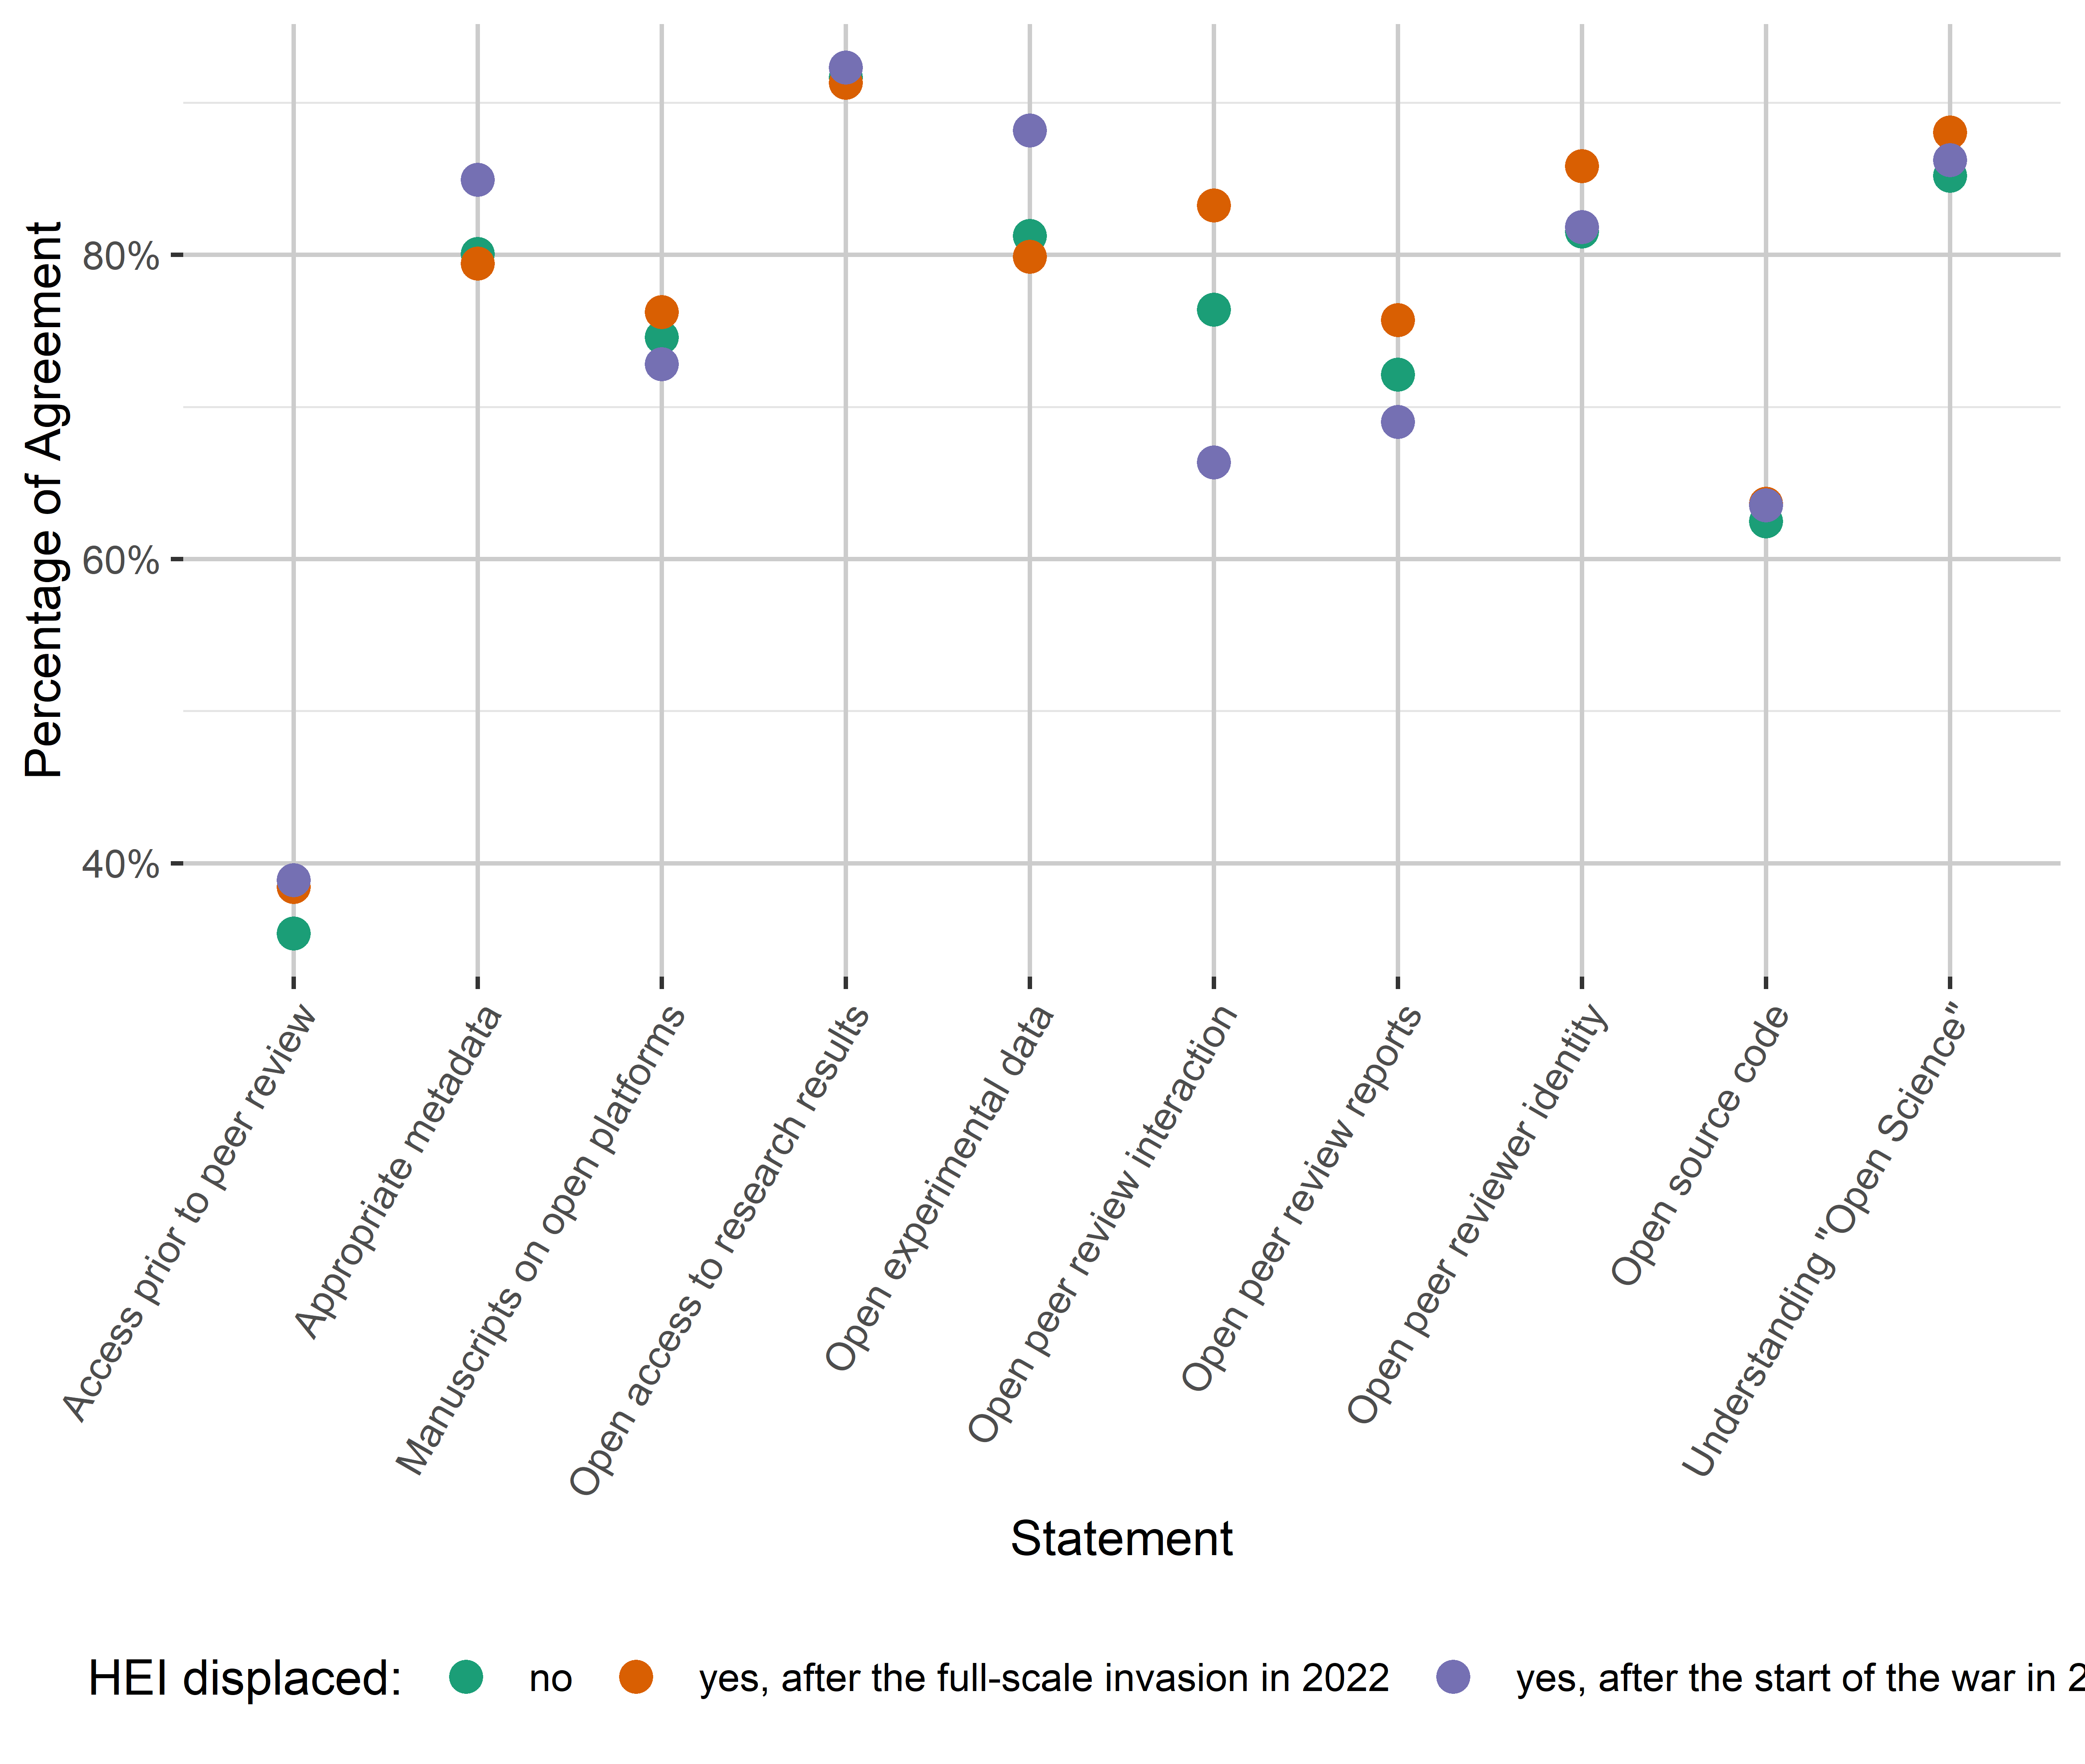 Percentage of Agreement
80%
60%
40%
Access prior to peer review
Appropriate metadata
Manuscripts on open platforms
Open access to research results
Open experimental data
Open peer review interaction
Open peer review reports
Open peer reviewer identity
Open source code
Understanding "Open Science"
Statement
HEI displaced: no yes, after the full-scale invasion in 2022 yes, after the start of the war in